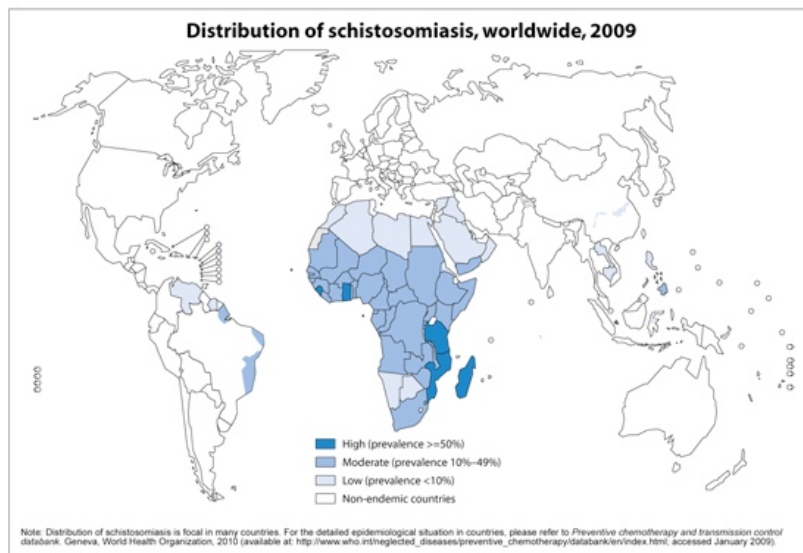 Distribution of schistosomiasis, worldwide, 2009
High (prevalence >=50%)
Moderate (prevalence 10%–49%)
Low (prevalence <10%)
Non-endemic countries
Note: Distribution of schistosomiasis is focal in many countries. For the detailed epidemiological situation in countries, please refer to Preventive chemotherapy and transmission control
databank. Geneva, World Health Organization, 2010 (available at: http://www.who.int/neglected_diseases/preventive_chemotherapy/databank/en/index.html; accessed January 2009).